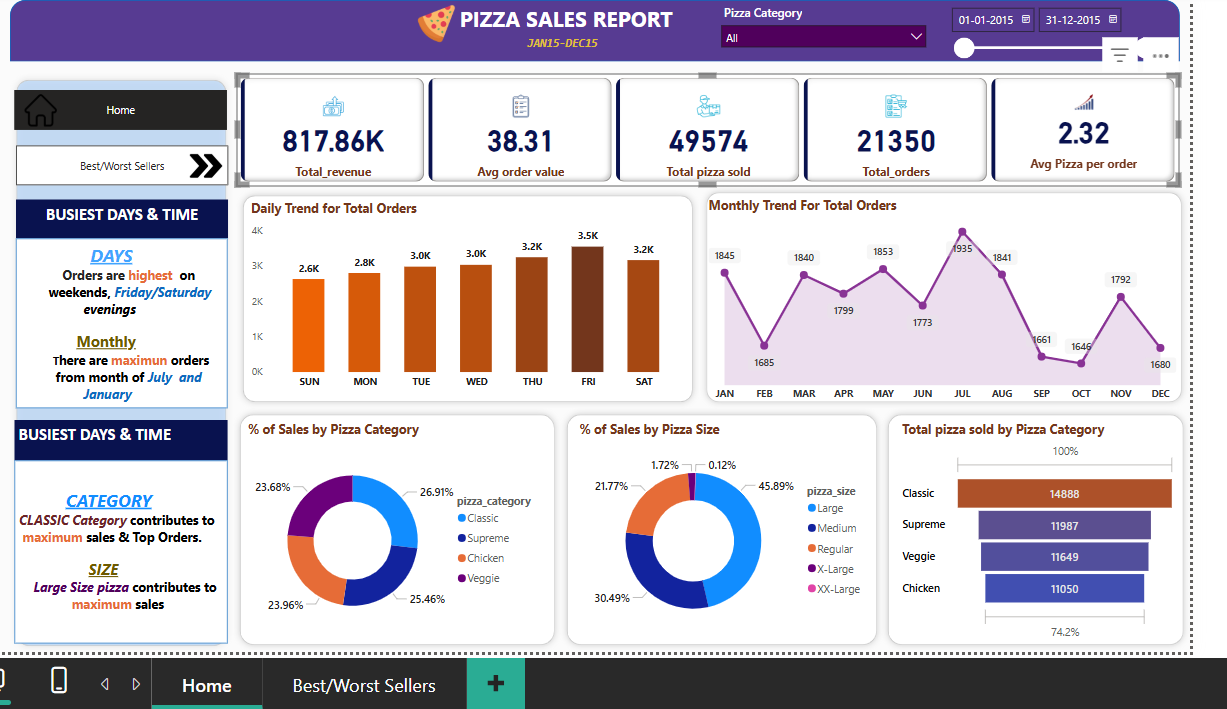 PIZZA SALES REPORT
JAN15-DEC15
Pizza Category
All
01-01-2015
31-12-2015
Home
Best/Worst Sellers
BUSIEST DAYS & TIME
DAYS
Orders are highest on
weekends, Friday/Saturday
evenings
Monthly
There are maximun orders
from month of July and
January
BUSIEST DAYS & TIME
CATEGORY
CLASSIC Category contributes to
maximum sales & Top Orders.
SIZE
Large Size pizza contributes to
maximum sales
817.86K
Total_revenue
38.31
Avg order value
49574
Total pizza sold
21350
Total_orders
2.32
Avg Pizza per order
Daily Trend for Total Orders
4K
3K
2K
1K
0K
2.6K
2.8K
3.0K
3.0K
3.2K
3.5K
3.2K
SUN MON TUE WED THU FRI SAT
Monthly Trend For Total Orders
1845
1685
1840
1799
1853
1773
1935
1841
1661
1646
1792
1680
JAN FEB MAR APR MAY JUN JUL AUG SEP OCT NOV DEC
% of Sales by Pizza Category
23.68%
26.91%
23.96%
25.46%
pizza_category
Classic
Supreme
Chicken
Veggie
% of Sales by Pizza Size
1.72%
0.12%
21.77%
45.89%
30.49%
pizza_size
Large
Medium
Regular
X-Large
XX-Large
Total pizza sold by Pizza Category
100%
Classic 14888
Supreme 11987
Veggie 11649
Chicken 11050
74.2%
Home
Best/Worst Sellers